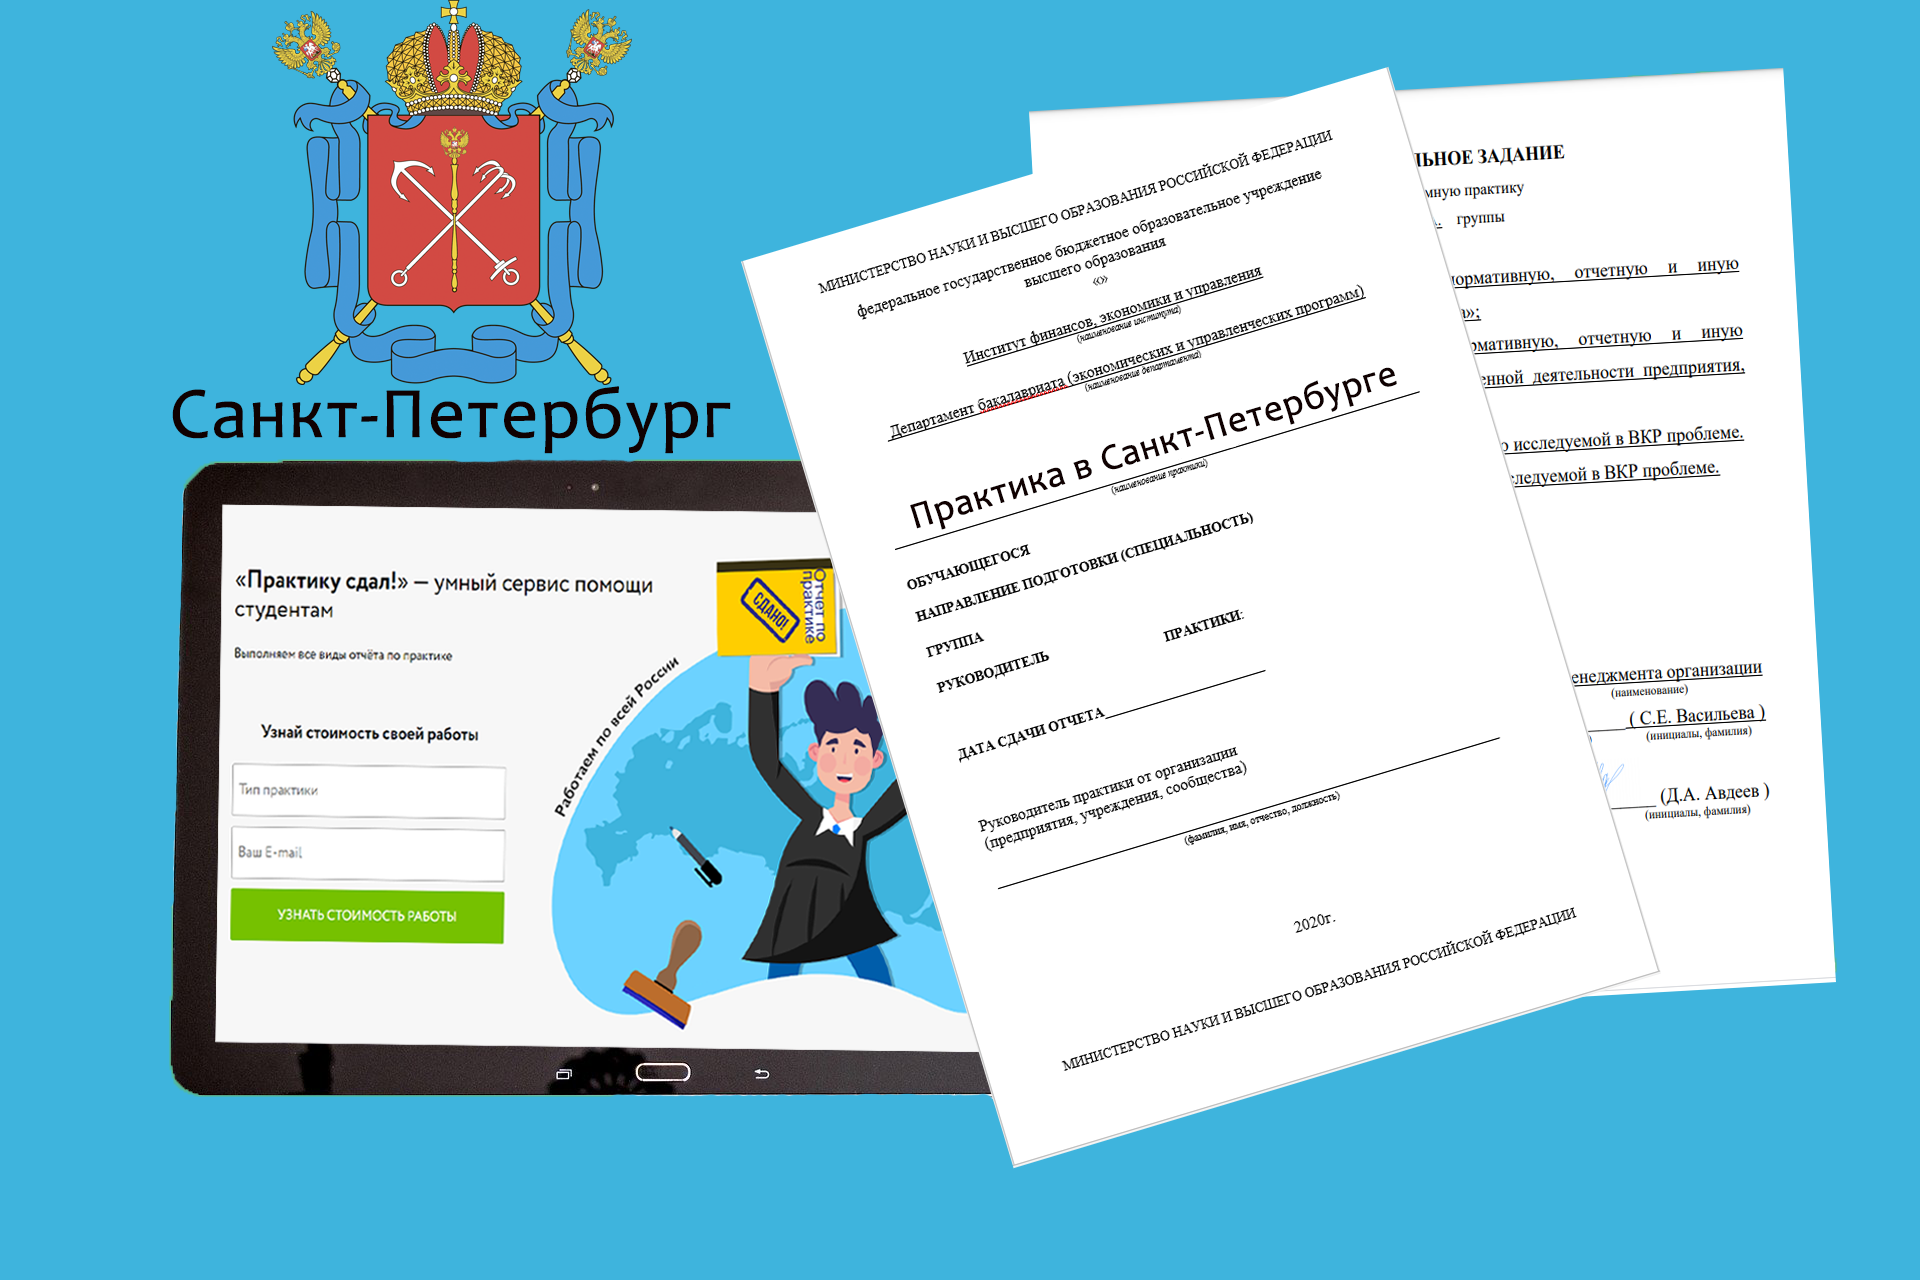 Санкт-Петербург
«Практику сдал!» — умный сервис помощи
студентам
Выполняем все виды отчёта по практике
Узнай стоимость своей работы
Тип практики
Ваш E-mail
УЗНАТЬ СТОИМОСТЬ РАБОТЫ
Работаем по всей России
Отчет по
практике
СДАНО!
МИНИСТЕРСТВО НАУКИ И ВЫСШЕГО ОБРАЗОВАНИЯ РОССИЙСКОЙ ФЕДЕРАЦИИ
федеральное государственное бюджетное образовательное учреждение
высшего образования
«»
Институт финансов, экономики и управления
(наименование института)
Департамент бакалавриата (экономических и управленческих программ)
(наименование департамента)
Практика в Санкт-Петербурге
(наименование практики)
ОБУЧАЮЩЕГОСЯ
НАПРАВЛЕНИЕ ПОДГОТОВКИ (СПЕЦИАЛЬНОСТЬ)
ГРУППА
РУКОВОДИТЕЛЬ ПРАКТИКИ:
ДАТА СДАЧИ ОТЧЕТА
Руководитель практики от организации
(предприятия, учреждения, сообщества)
(фамилия, имя, отчество, должность)
2020г.
МИНИСТЕРСТВО НАУКИ И ВЫСШЕГО ОБРАЗОВАНИЯ РОССИЙСКОЙ ФЕДЕРАЦИИ
ЛЬНОЕ ЗАДАНИЕ
мную практику
группы
нормативную, отчетную и иную
а»;
рмативную, отчетную и иную
енной деятельности предприятия,
о исследуемой в ВКР проблеме.
следуемой в ВКР проблеме.
енеджмента организации
(наименование)
( С.Е. Васильева )
(инициалы, фамилия)
(Д.А. Авдеев )
(инициалы, фамилия)